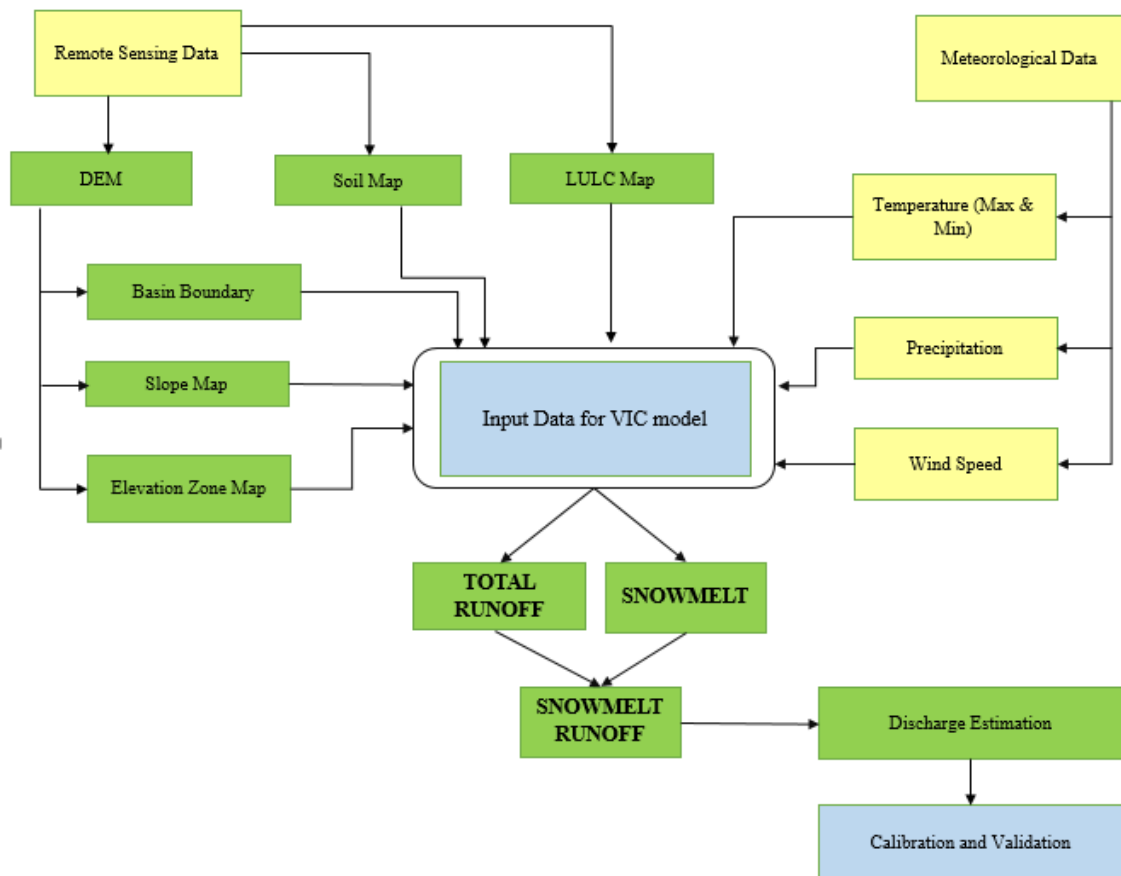 Remote Sensing Data
Meteorological Data
DEM
Soil Map
LULC Map
Temperature (Max &
Min)
Basin Boundary
Precipitation
Slope Map
Input Data for VIC model
Wind Speed
Elevation Zone Map
TOTAL
RUNOFF
SNOWMELT
SNOWMELT
RUNOFF
Discharge Estimation
Calibration and Validation